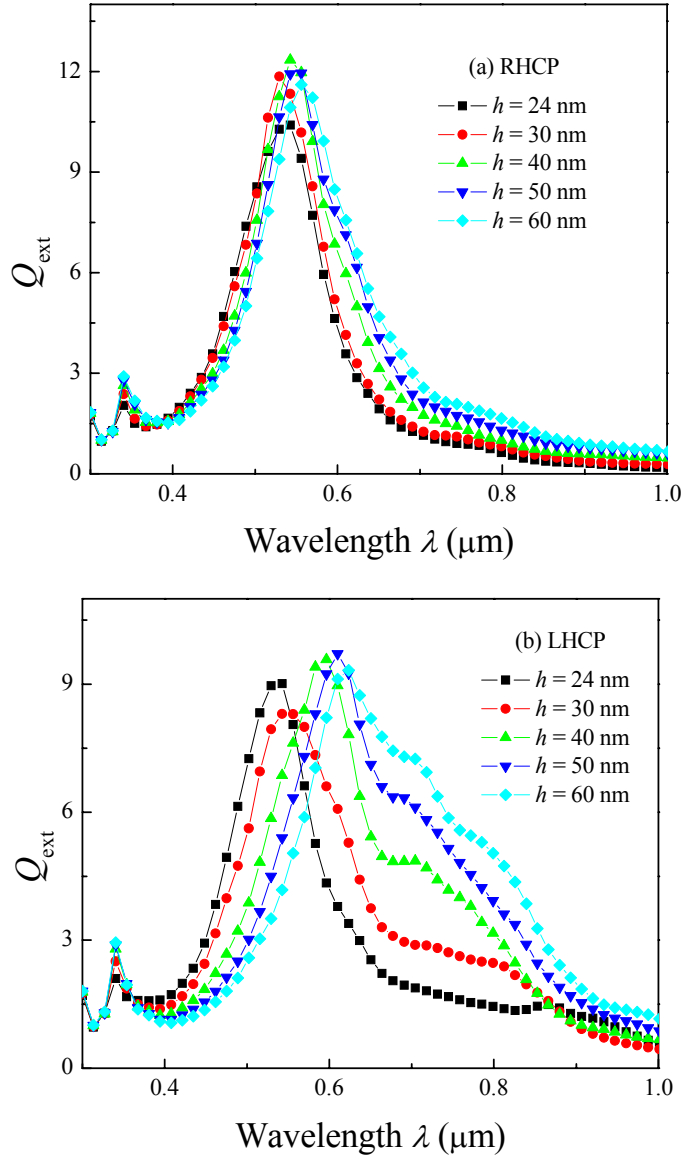 12
9
6
3
0
Q_ext
(a) RHCP
h = 24 nm
h = 30 nm
h = 40 nm
h = 50 nm
h = 60 nm
0.4 0.6 0.8 1.0
Wavelength λ (μm)
9
6
3
0
Q_ext
(b) LHCP
h = 24 nm
h = 30 nm
h = 40 nm
h = 50 nm
h = 60 nm
0.4 0.6 0.8 1.0
Wavelength λ (μm)